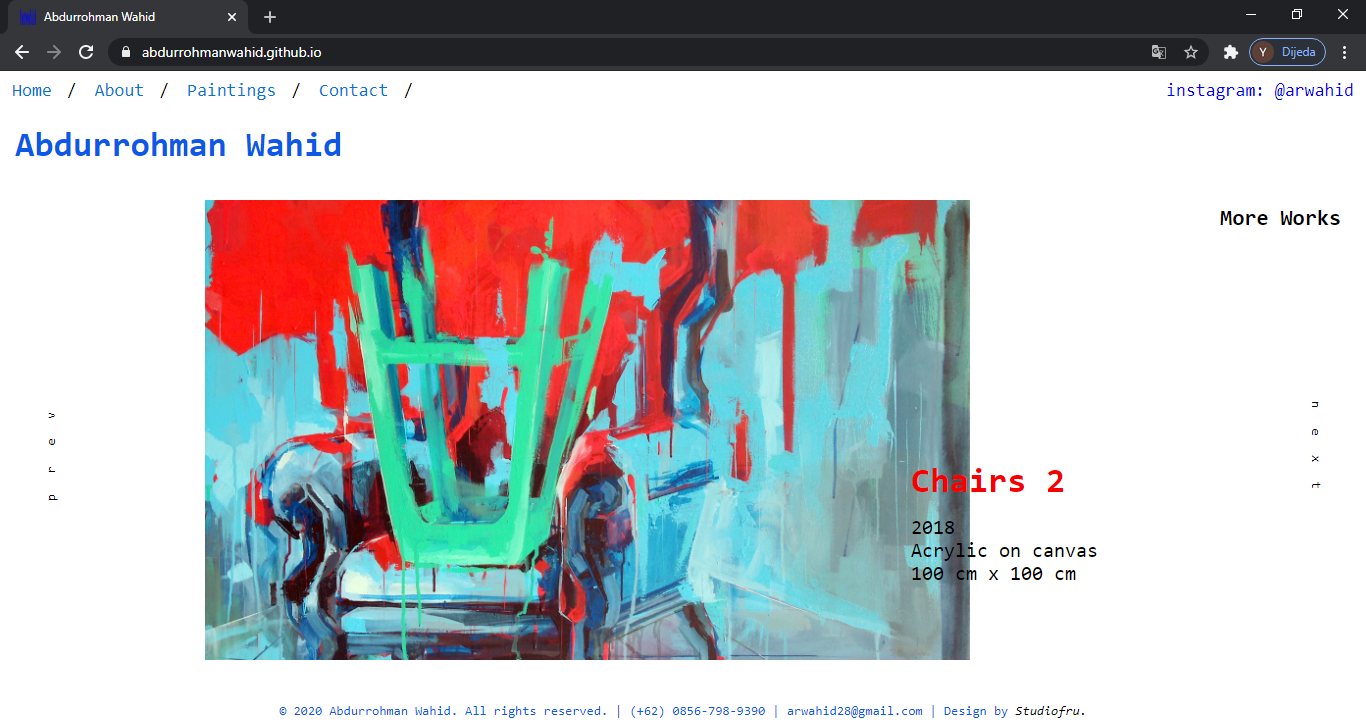 Abdurrohman Wahid
abdurrohmanwahid.github.io
Y Dijeda
Home / About / Paintings / Contact /
instagram: @arwahid
Abdurrohman Wahid
More Works
prev
next
Chairs 2
2018
Acrylic on canvas
100 cm x 100 cm
© 2020 Abdurrohman Wahid. All rights reserved. | (+62) 0856-798-9390 | arwahid28@gmail.com | Design by Studiofru.